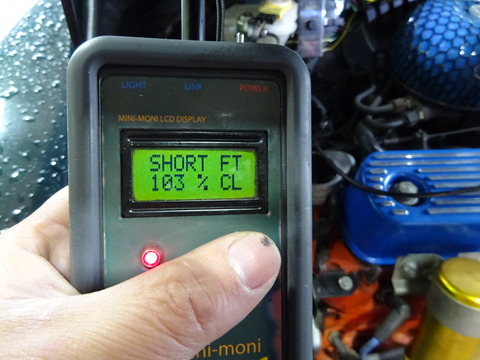 LIGHT LINK POWER
MINI-MONI LCD DISPLAY
SHORT FT
103 % CL
ni-moni